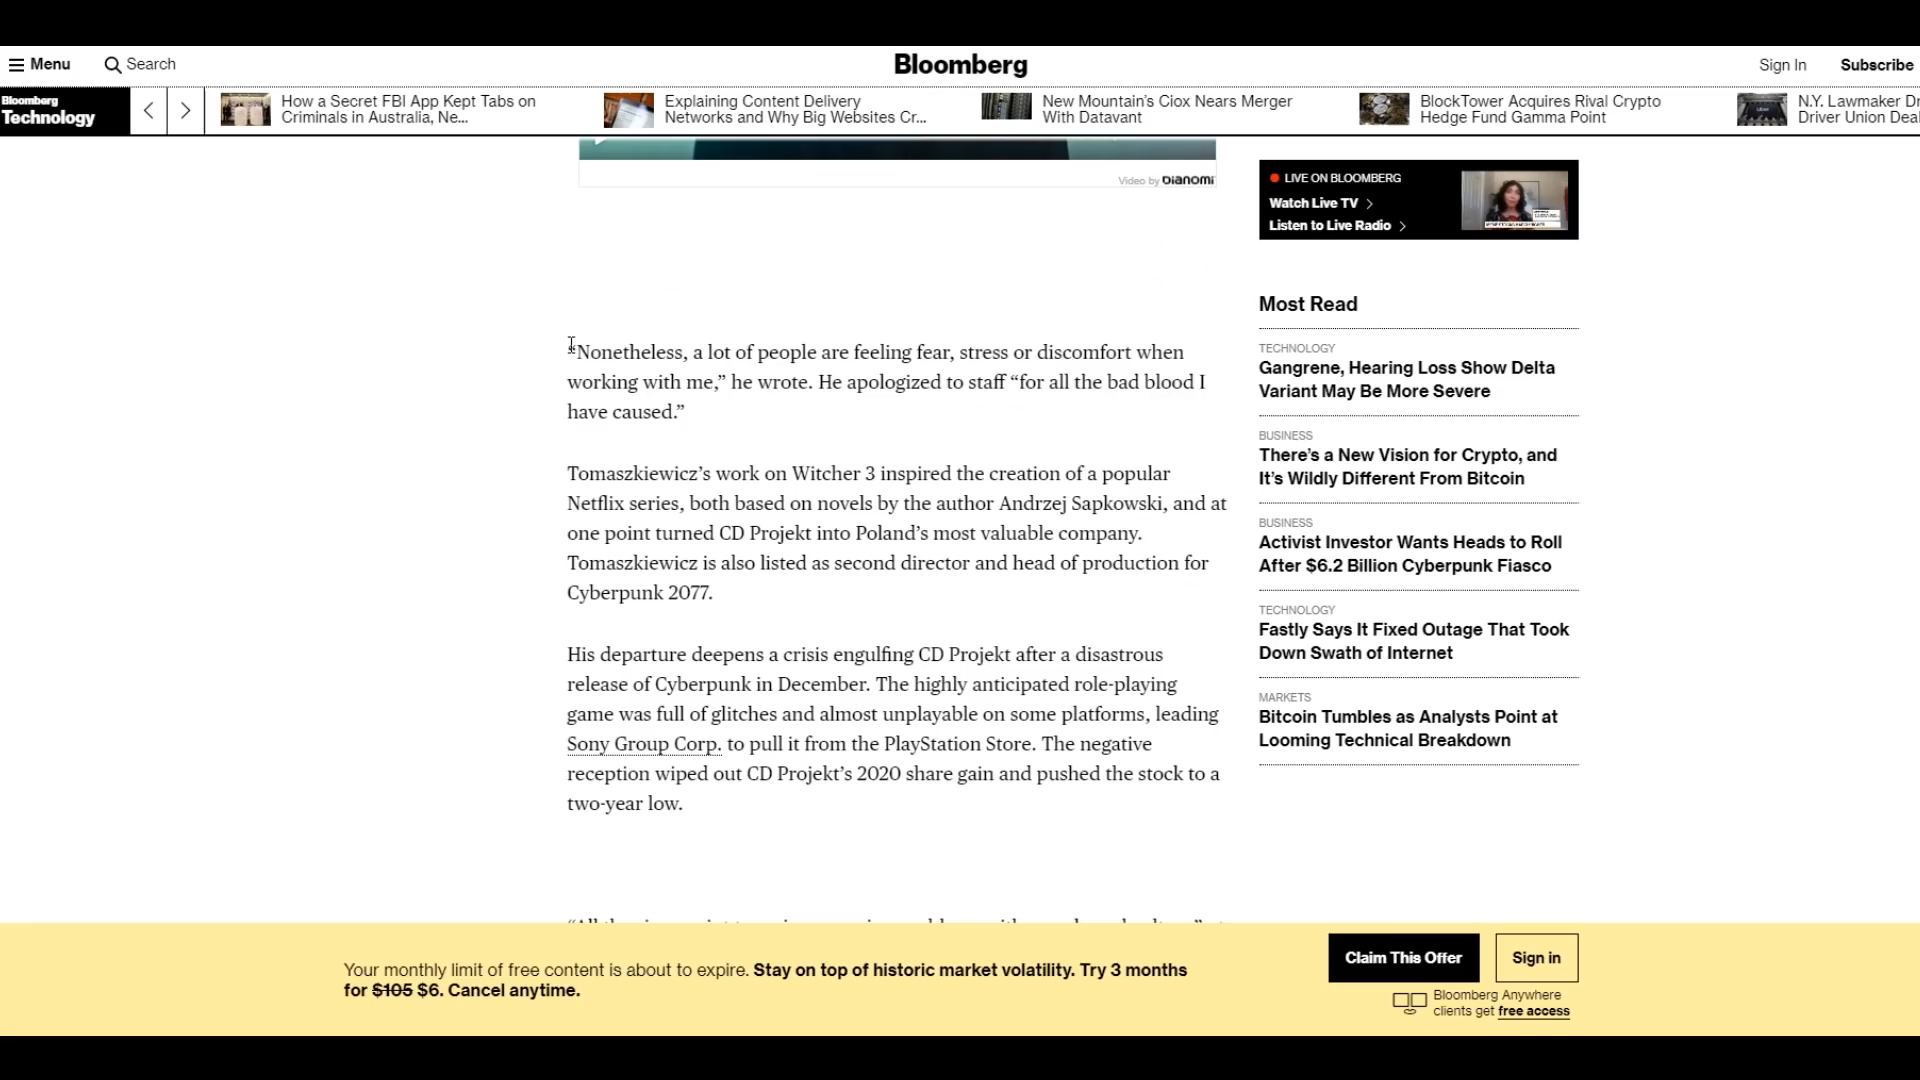 Menu
Search
Bloomberg
Sign In
Subscribe
Bloomberg
Technology
How a Secret FBI App Kept Tabs on
Criminals in Australia, Ne...
Explaining Content Delivery
Networks and Why Big Websites Cr...
New Mountain's Ciox Nears Merger
With Datavant
BlockTower Acquires Rival Crypto
Hedge Fund Gamma Point
N.Y. Lawmaker Dr
Driver Union Dea
Video by DIANOMI
“Nonetheless, a lot of people are feeling fear, stress or discomfort when
working with me,” he wrote. He apologized to staff “for all the bad blood I
have caused.”
Tomaszkiewicz’s work on Witcher 3 inspired the creation of a popular
Netflix series, both based on novels by the author Andrzej Sapkowski, and at
one point turned CD Projekt into Poland’s most valuable company.
Tomaszkiewicz is also listed as second director and head of production for
Cyberpunk 2077.
His departure deepens a crisis engulfing CD Projekt after a disastrous
release of Cyberpunk in December. The highly anticipated role-playing
game was full of glitches and almost unplayable on some platforms, leading
Sony Group Corp. to pull it from the PlayStation Store. The negative
reception wiped out CD Projekt’s 2020 share gain and pushed the stock to a
two-year low.
LIVE ON BLOOMBERG
Watch Live TV
Listen to Live Radio
Most Read
TECHNOLOGY
Gangrene, Hearing Loss Show Delta
Variant May Be More Severe
BUSINESS
There’s a New Vision for Crypto, and
It’s Wildly Different From Bitcoin
BUSINESS
Activist Investor Wants Heads to Roll
After $6.2 Billion Cyberpunk Fiasco
TECHNOLOGY
Fastly Says It Fixed Outage That Took
Down Swath of Internet
MARKETS
Bitcoin Tumbles as Analysts Point at
Looming Technical Breakdown
Your monthly limit of free content is about to expire. Stay on top of historic market volatility. Try 3 months
for $105 $6. Cancel anytime.
Claim This Offer
Sign in
Bloomberg Anywhere
clients get free access